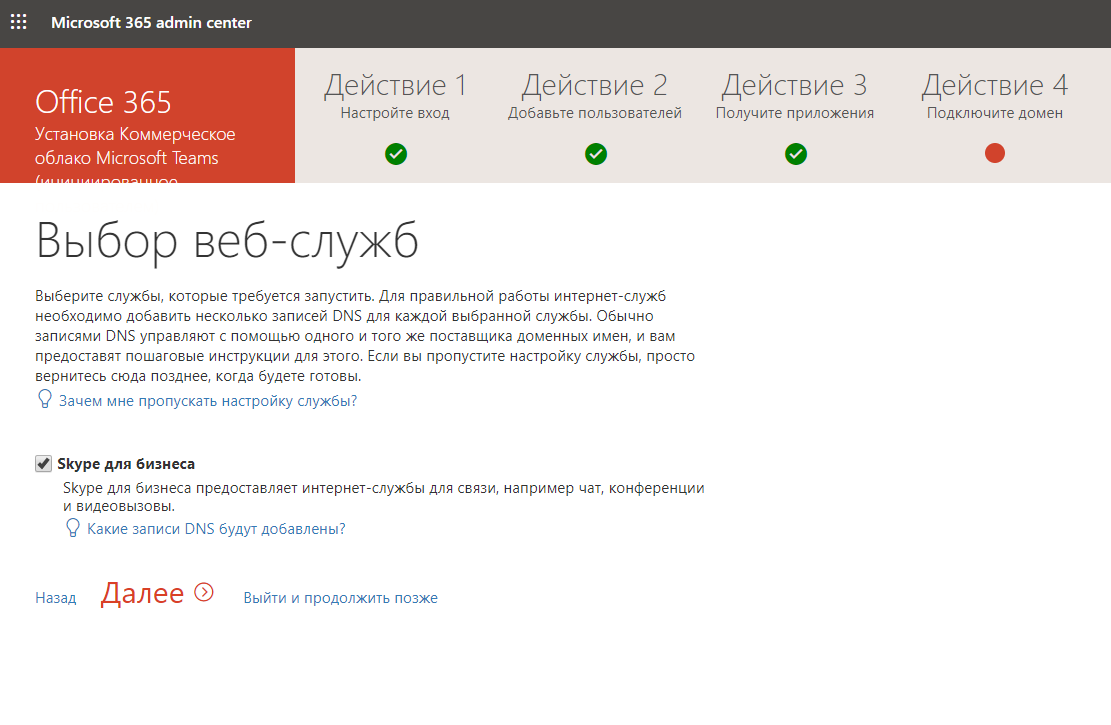 Microsoft 365 admin center
Office 365
Установка Коммерческое
облако Microsoft Teams
(инициированное
Действие 1
Настройте вход
Действие 2
Добавьте пользователей
Действие 3
Получите приложения
Действие 4
Подключите домен
Выбор веб-служб
Выберите службы, которые требуется запустить. Для правильной работы интернет-служб
необходимо добавить несколько записей DNS для каждой выбранной службы. Обычно
записями DNS управляют с помощью одного и того же поставщика доменных имен, и вам
предоставят пошаговые инструкции для этого. Если вы пропустите настройку службы, просто
вернитесь сюда позднее, когда будете готовы.
Зачем мне пропускать настройку службы?
Skype для бизнеса
Skype для бизнеса предоставляет интернет-службы для связи, например чат, конференции
и видеовызовы.
Какие записи DNS будут добавлены?
Назад Далее Выйти и продолжить позже